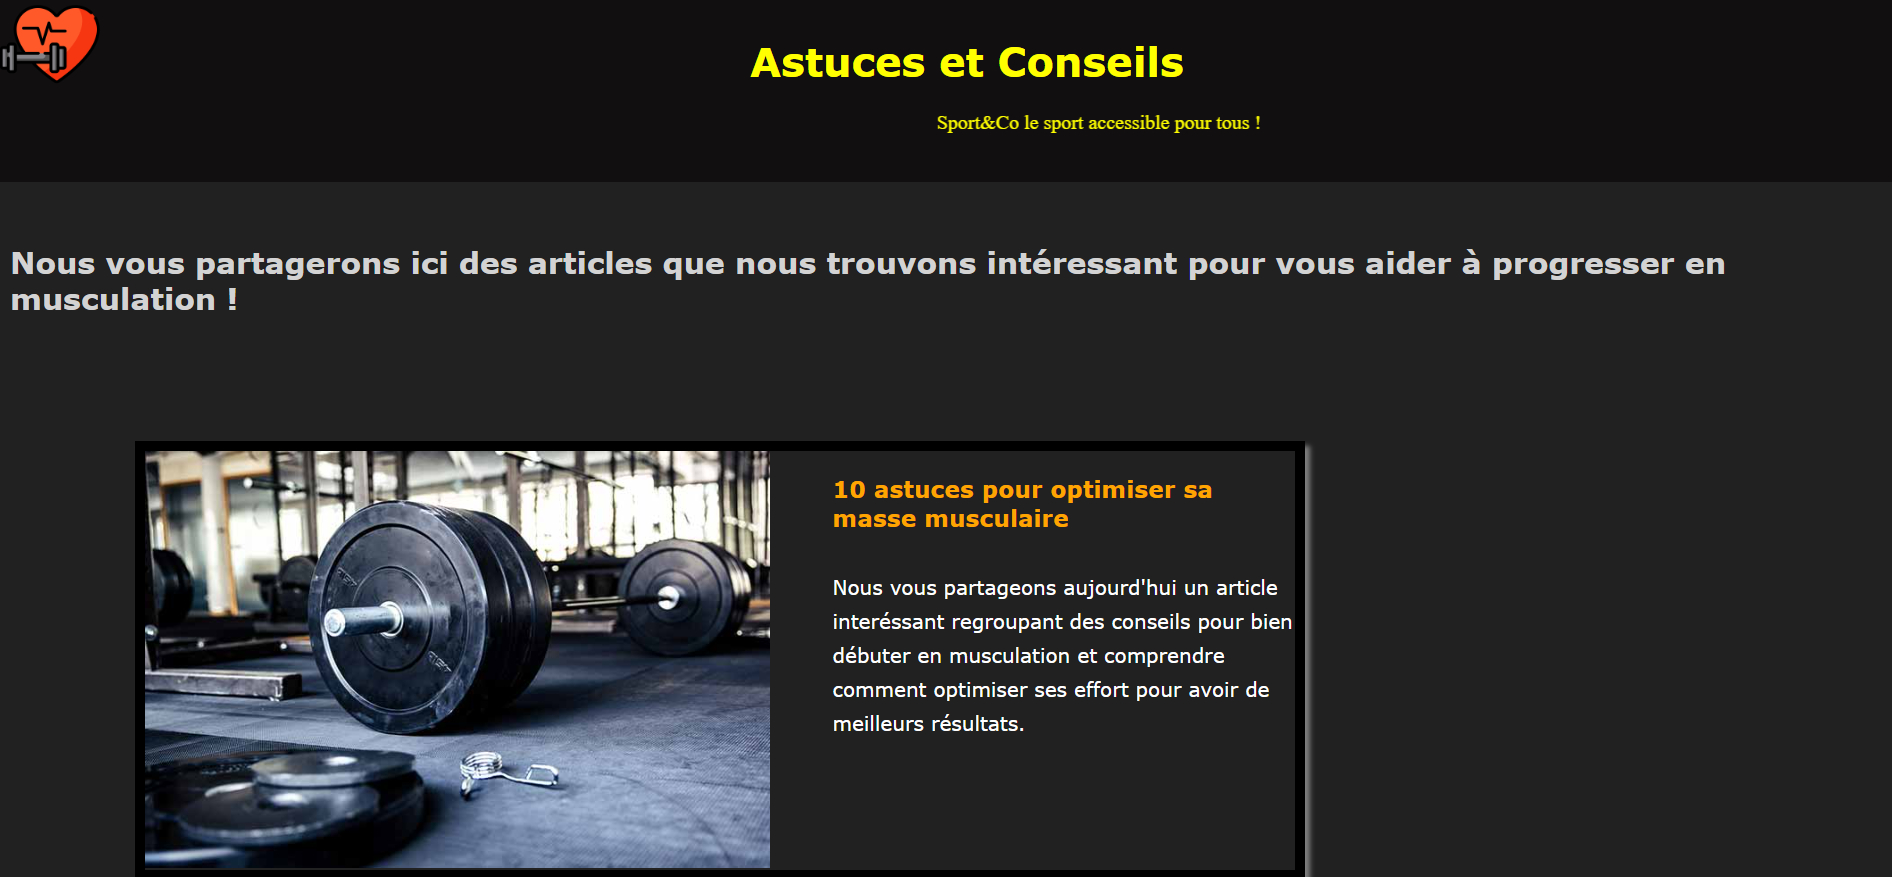 Astuces et Conseils
Sport&Co le sport accessible pour tous !
Nous vous partagerons ici des articles que nous trouvons intéressant pour vous aider à progresser en
musculation !
10 astuces pour optimiser sa
masse musculaire
Nous vous partageons aujourd'hui un article
interéssant regroupant des conseils pour bien
débuter en musculation et comprendre
comment optimiser ses effort pour avoir de
meilleurs résultats.